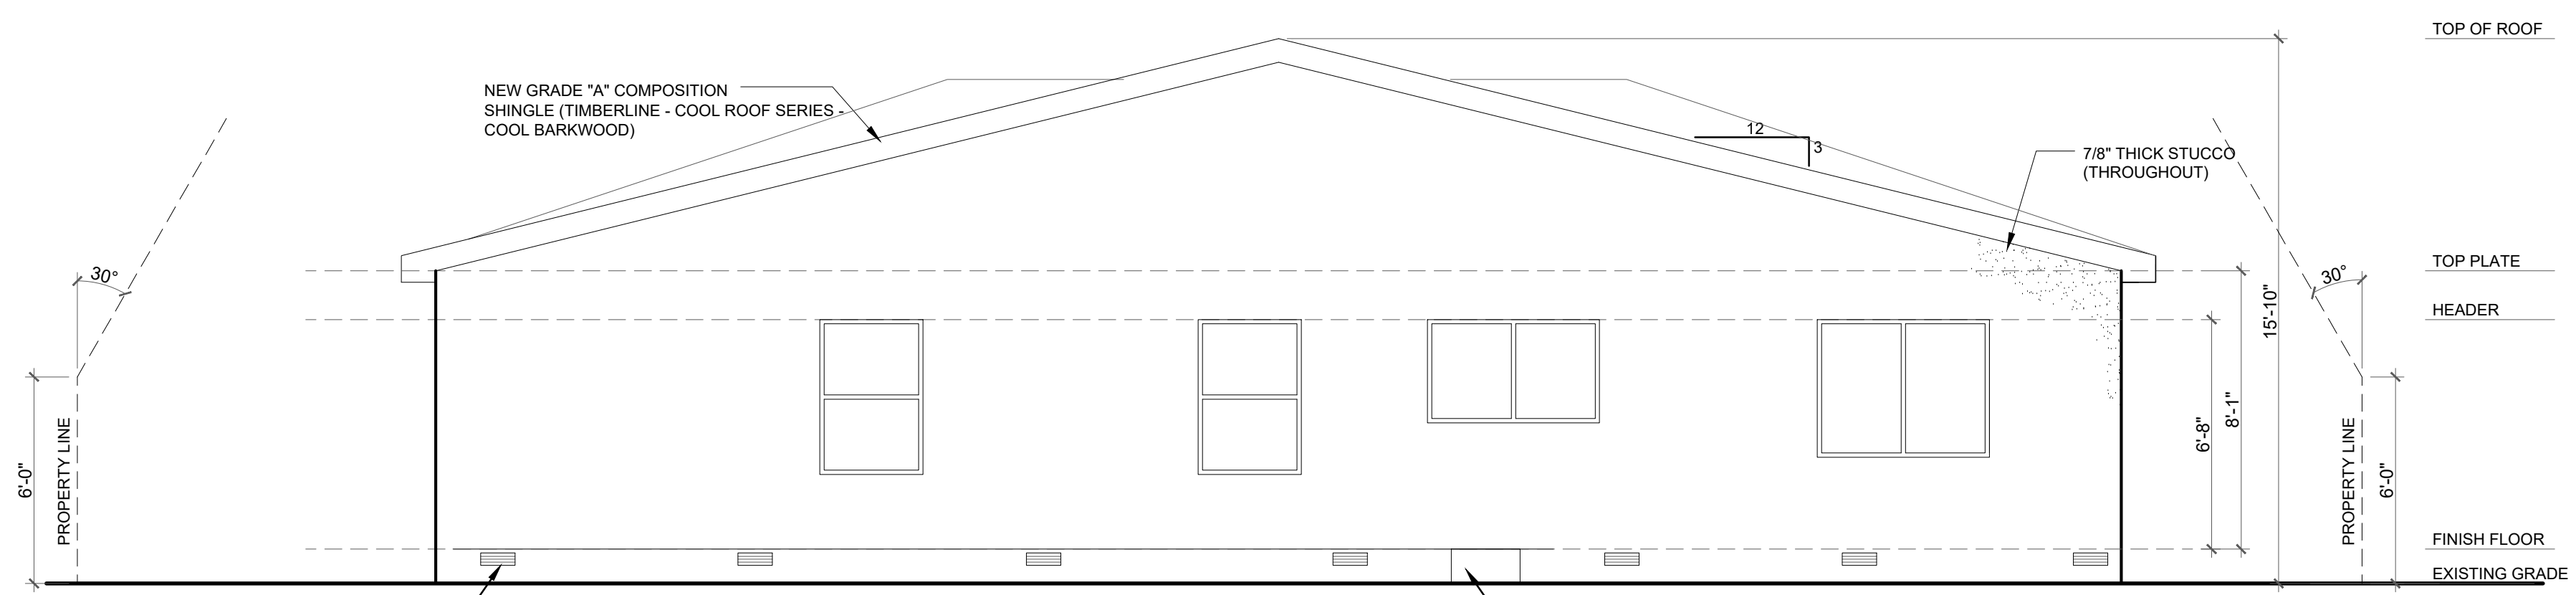 TOP OF ROOF
NEW GRADE "A" COMPOSITION
SHINGLE (TIMBERLINE - COOL ROOF SERIES -
COOL BARKWOOD)
12
3
7/8" THICK STUCCO
(THROUGHOUT)
30°
30°
TOP PLATE
HEADER
15'-10"
8'-1"
6'-8"
6'-0"
PROPERTY LINE
PROPERTY LINE
6'-0"
FINISH FLOOR
EXISTING GRADE